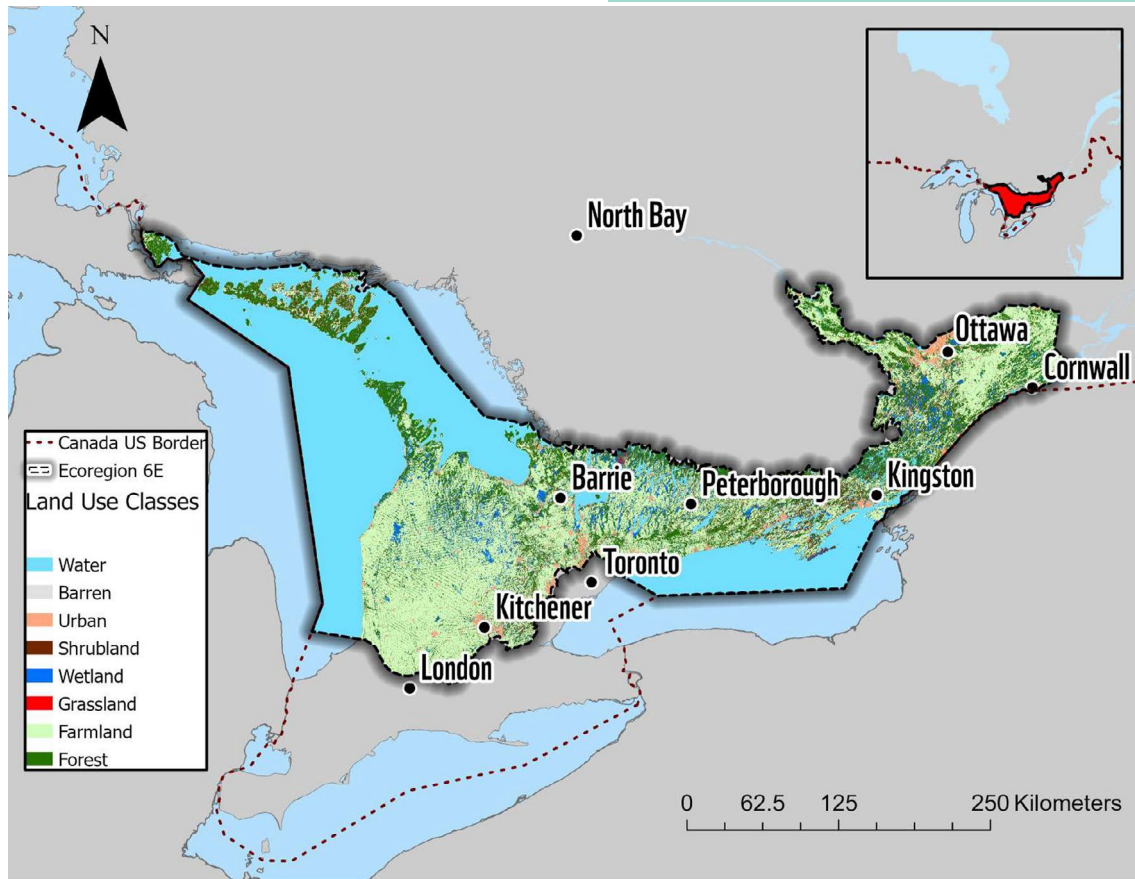 N
North Bay
Ottawa
Cornwall
Canada US Border
Ecoregion 6E
Land Use Classes
Water
Barren
Urban
Shrubland
Wetland
Grassland
Farmland
Forest
Barrie
Peterborough
Kingston
Toronto
Kitchener
London
0 62.5 125 250 Kilometers